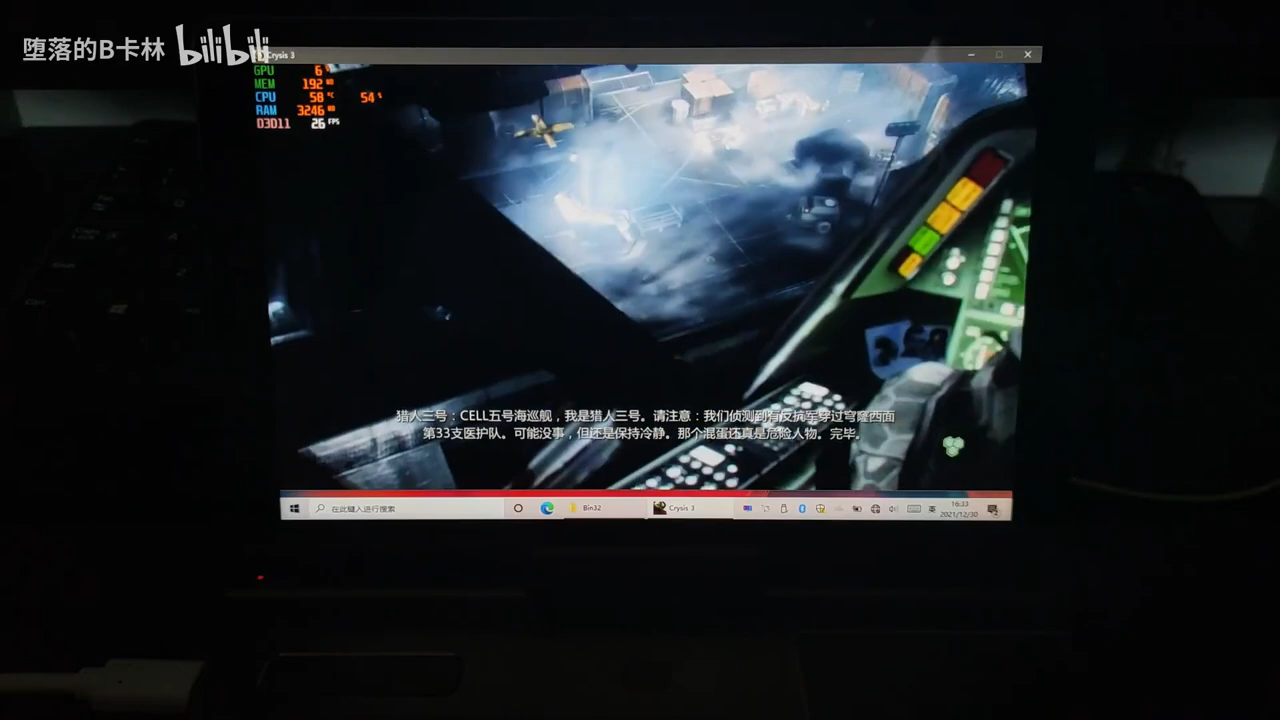 堕落的B卡林 bilibili
Crysis 3
GPU 6 %
MEM 192 MB
CPU 58 °C 54 %
RAM 3246 MB
D3D11 26 FPS
猎人三号：CELL五号海巡舰，我是猎人三号。请注意：我们侦测到有反抗军穿过穹窿西面
第33支医护队。可能没事，但还是保持冷静。那个混蛋还真是危险人物。完毕。
在此键入进行搜索 Bin32 Crysis 3 英 16:33
2021/12/30